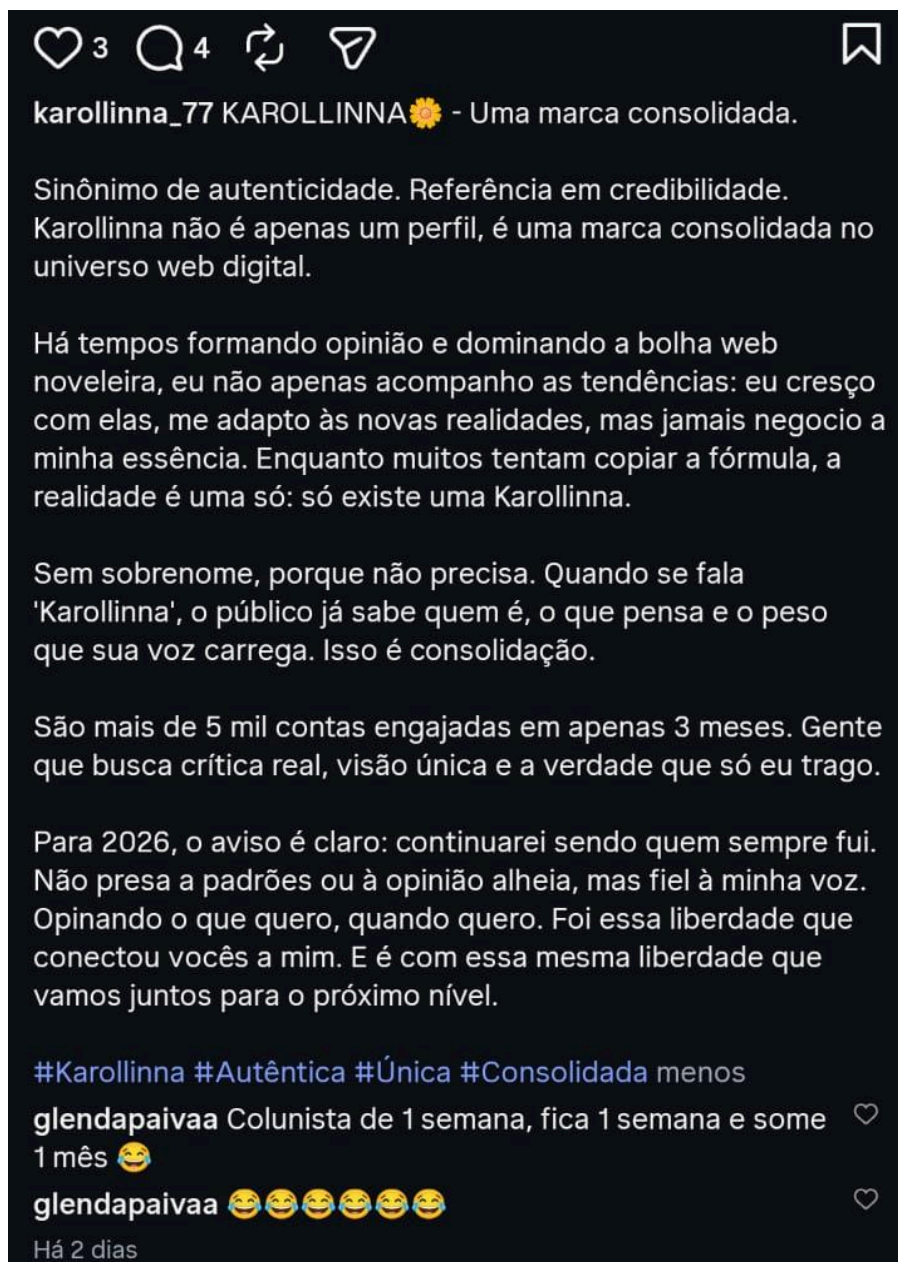 3 4
karollinna_77 KAROLLINNA🌼 - Uma marca consolidada.
Sinônimo de autenticidade. Referência em credibilidade.
Karollinna não é apenas um perfil, é uma marca consolidada no
universo web digital.
Há tempos formando opinião e dominando a bolha web
noveleira, eu não apenas acompanho as tendências: eu cresço
com elas, me adapto às novas realidades, mas jamais negocio a
minha essência. Enquanto muitos tentam copiar a fórmula, a
realidade é uma só: só existe uma Karollinna.
Sem sobrenome, porque não precisa. Quando se fala
'Karollinna', o público já sabe quem é, o que pensa e o peso
que sua voz carrega. Isso é consolidação.
São mais de 5 mil contas engajadas em apenas 3 meses. Gente
que busca crítica real, visão única e a verdade que só eu trago.
Para 2026, o aviso é claro: continuarei sendo quem sempre fui.
Não presa a padrões ou à opinião alheia, mas fiel à minha voz.
Opinando o que quero, quando quero. Foi essa liberdade que
conectou vocês a mim. E é com essa mesma liberdade que
vamos juntos para o próximo nível.
#Karollinna #Autêntica #Única #Consolidada menos
glendapaivaa Colunista de 1 semana, fica 1 semana e some
1 mês 😂
glendapaivaa 😂😂😂😂😂😂
Há 2 dias